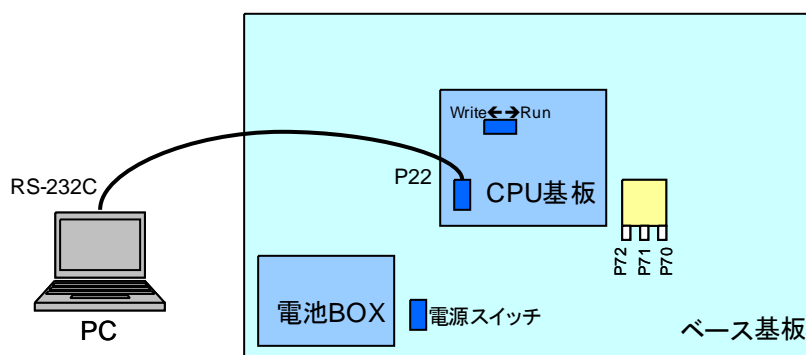 Write Run
RS-232C
P22
CPU基板
P72
P71
P70
電池BOX
電源スイッチ
PC
ベース基板